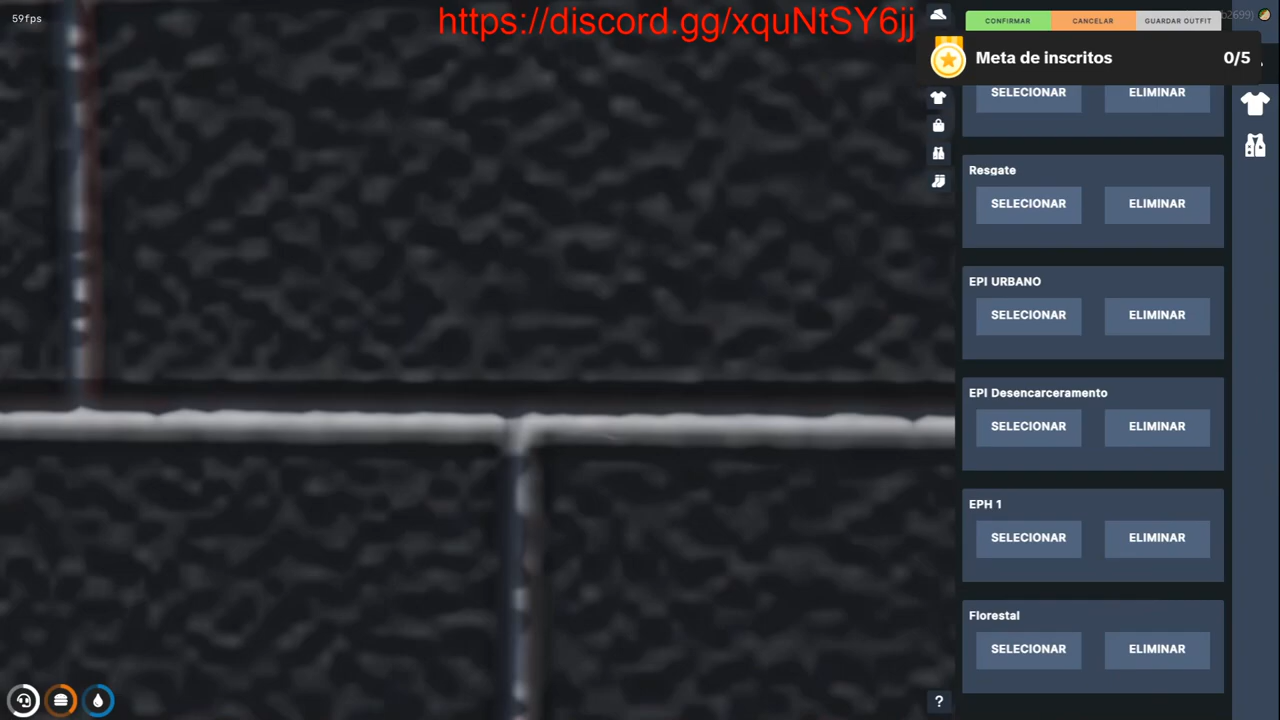 59fps
https://discord.gg/xquNtSY6jj
CONFIRMAR
CANCELAR
GUARDAR OUTFIT
b2699)
Meta de inscritos
0/5
SELECIONAR
ELIMINAR
Resgate
SELECIONAR
ELIMINAR
EPI URBANO
SELECIONAR
ELIMINAR
EPI Desencarceramento
SELECIONAR
ELIMINAR
EPH 1
SELECIONAR
ELIMINAR
Florestal
SELECIONAR
ELIMINAR
?